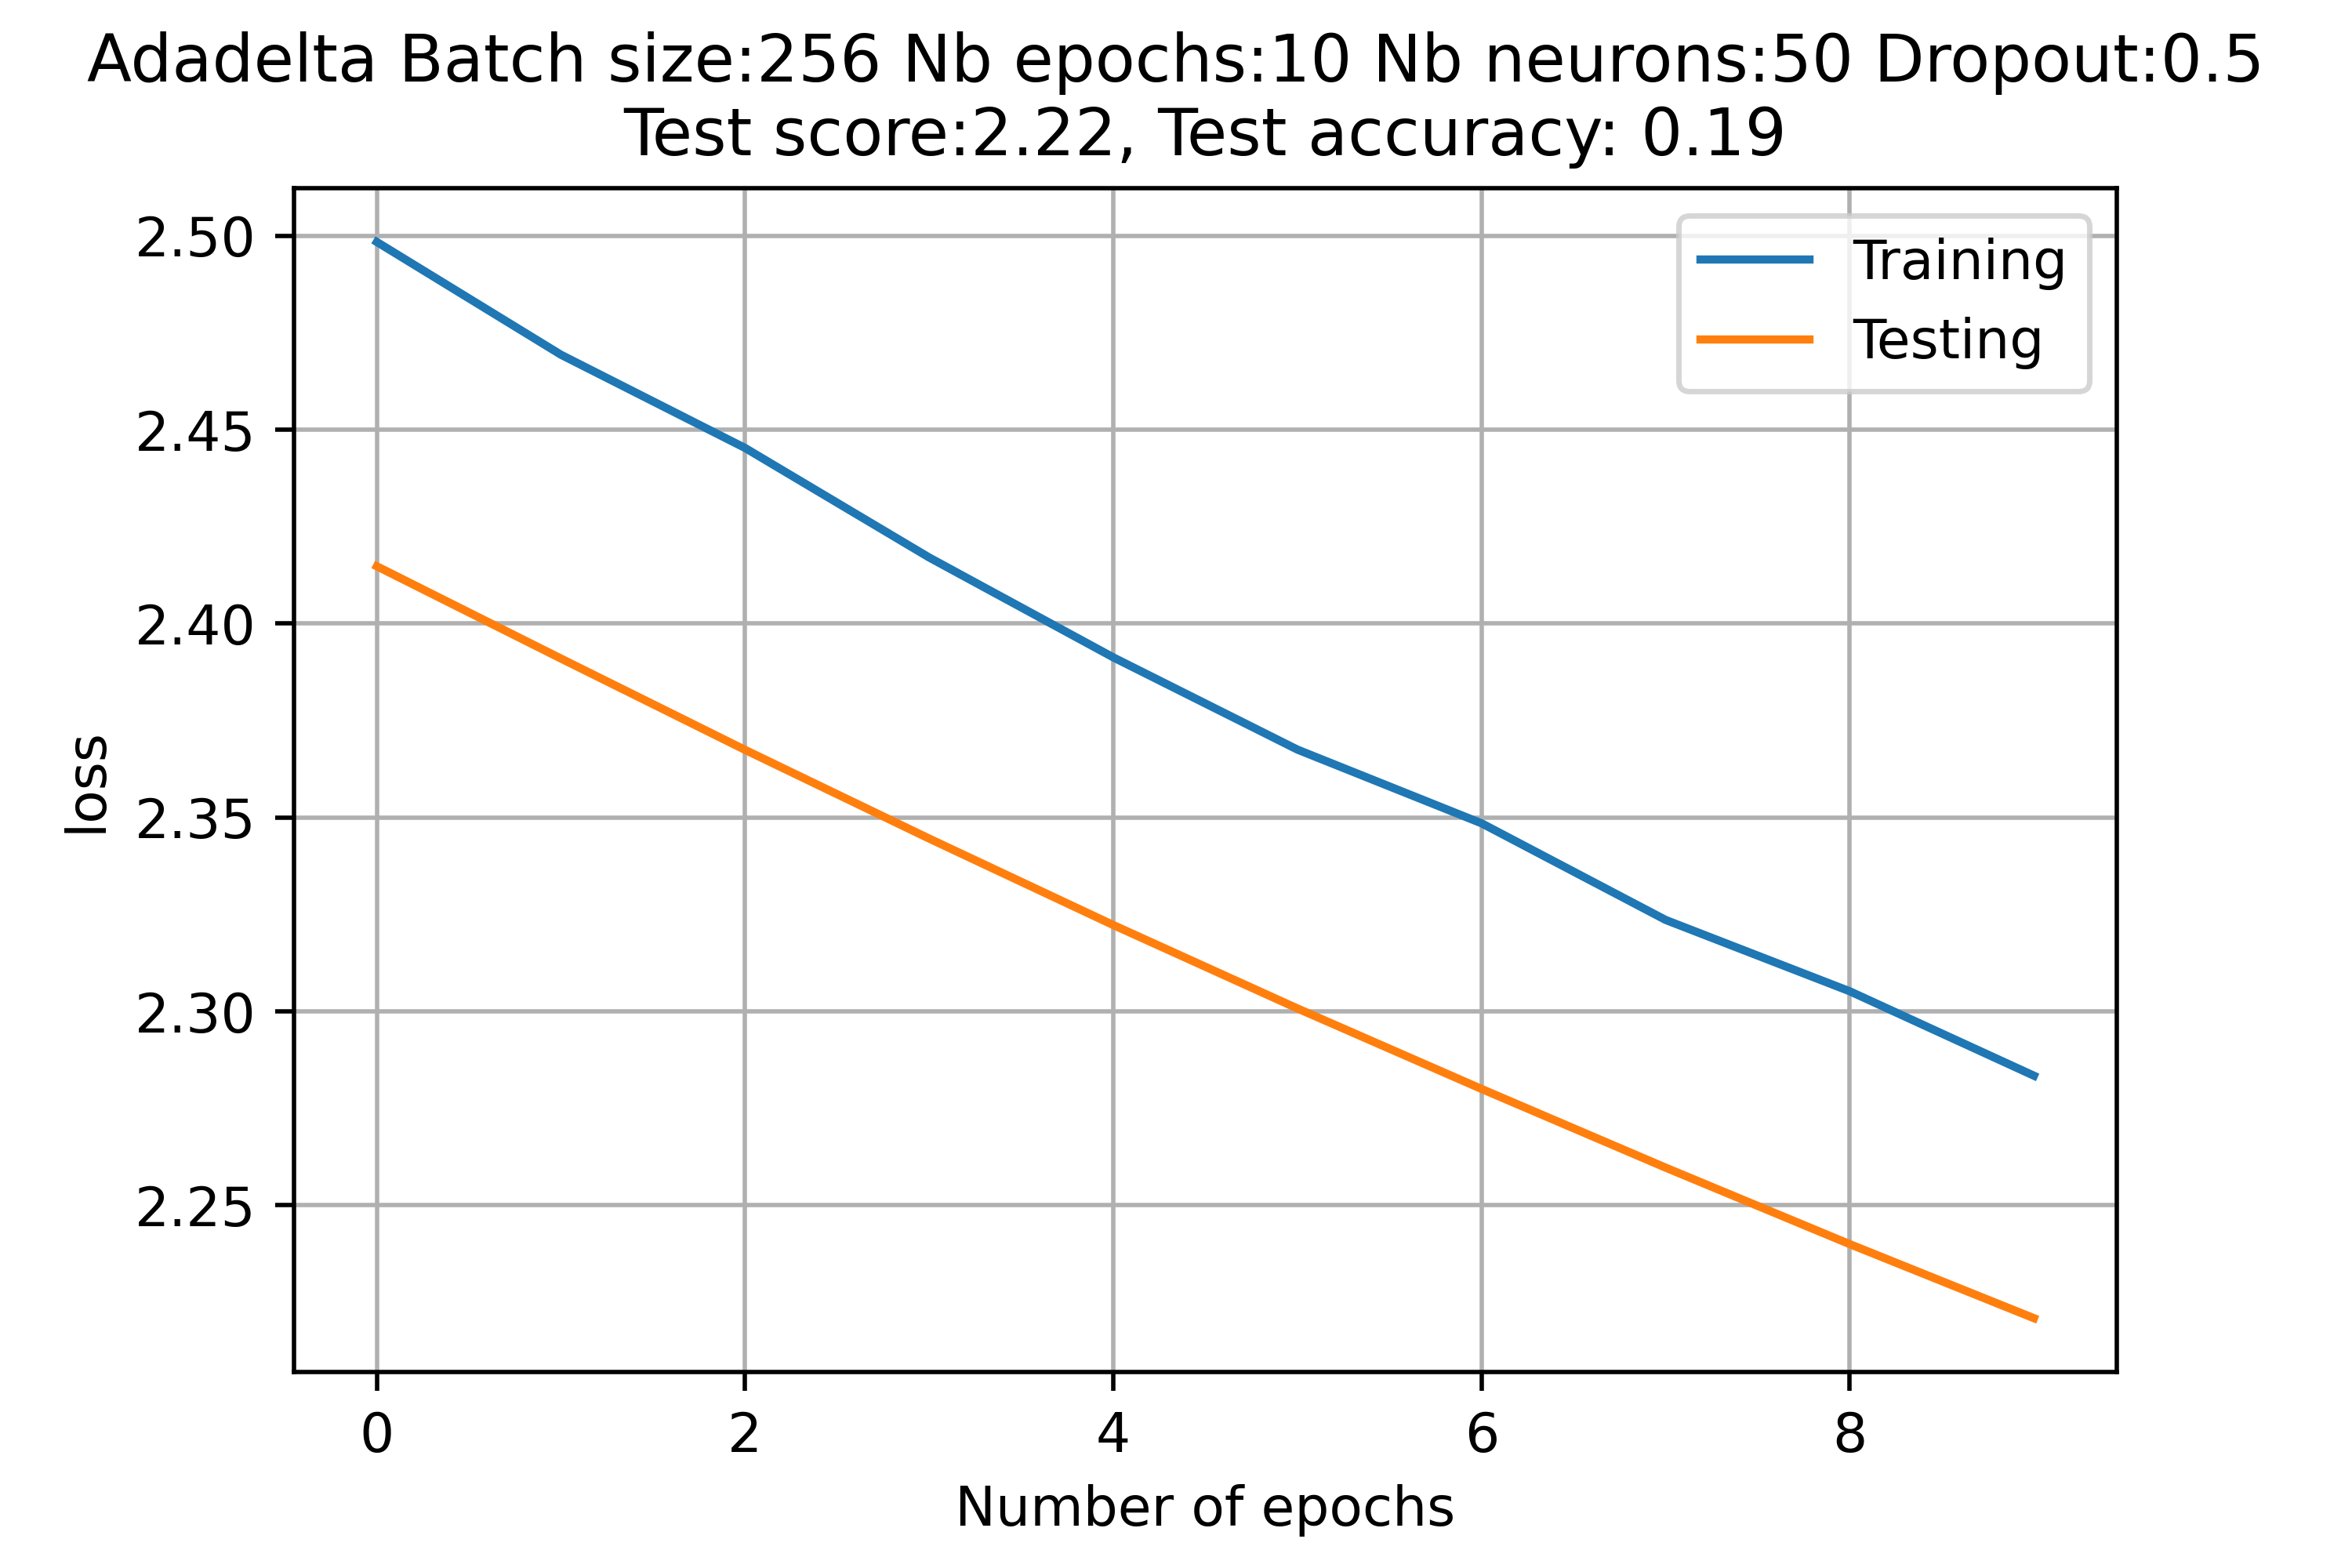 Adadelta Batch size:256 Nb epochs:10 Nb neurons:50 Dropout:0.5
Test score:2.22, Test accuracy: 0.19
2.50
2.45
2.40
2.35
2.30
2.25
loss
Training
Testing
0 2 4 6 8
Number of epochs